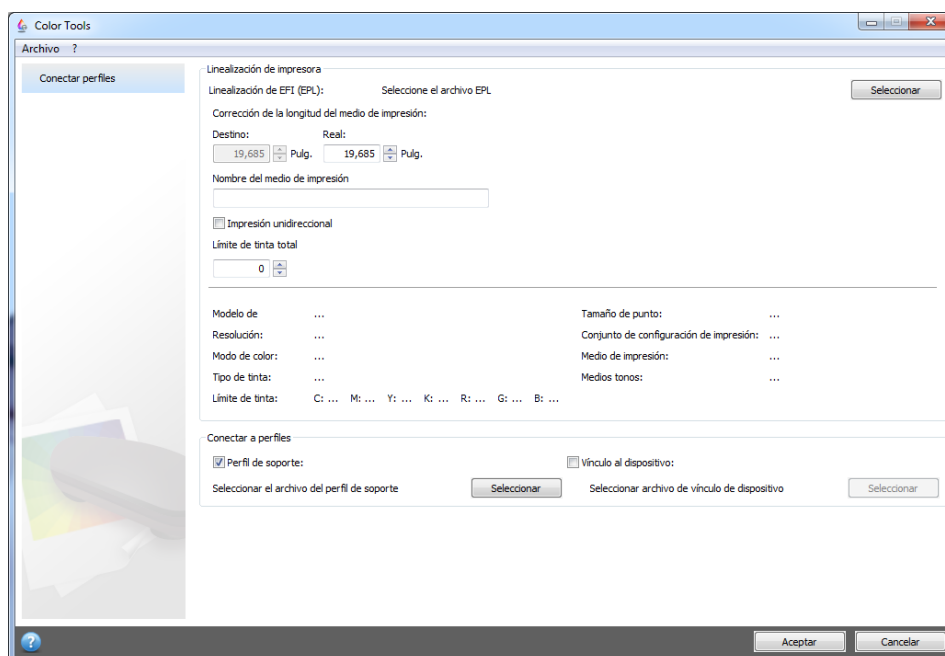 Color Tools
Archivo ?
Conectar perfiles
Linealización de impresora
Linealización de EFI (EPL): Seleccione el archivo EPL Seleccionar
Corrección de la longitud del medio de impresión:
Destino: Real:
19,685 Pulg. 19,685 Pulg.
Nombre del medio de impresión
Impresión unidireccional
Límite de tinta total
0
Modelo de ... Tamaño de punto: ...
Resolución: ... Conjunto de configuración de impresión: ...
Modo de color: ... Medio de impresión: ...
Tipo de tinta: ... Medios tonos: ...
Límite de tinta: C: ... M: ... Y: ... K: ... R: ... G: ... B: ...
Conectar a perfiles
Perfil de soporte: Vínculo al dispositivo:
Seleccionar el archivo del perfil de soporte Seleccionar Seleccionar archivo de vínculo de dispositivo Seleccionar
? Aceptar Cancelar